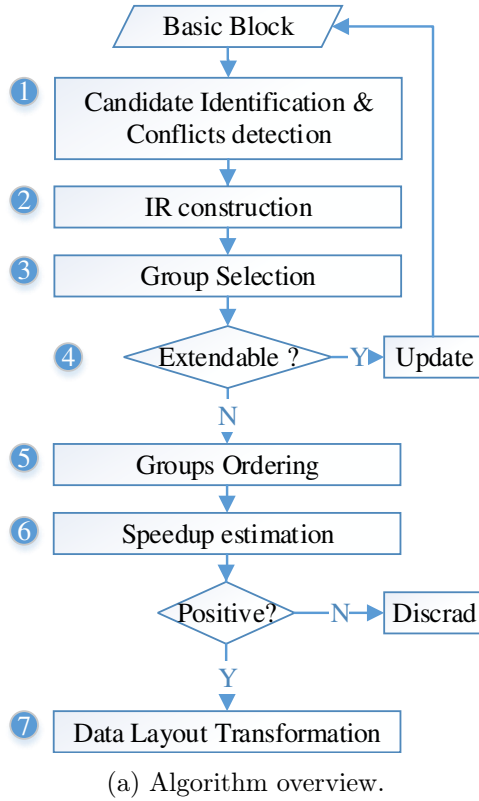 Basic Block
1
Candidate Identification &
Conflicts detection
2
IR construction
3
Group Selection
4
Extendable ?
Y
Update
N
5
Groups Ordering
6
Speedup estimation
Positive?
N
Discrad
Y
7
Data Layout Transformation
(a) Algorithm overview.